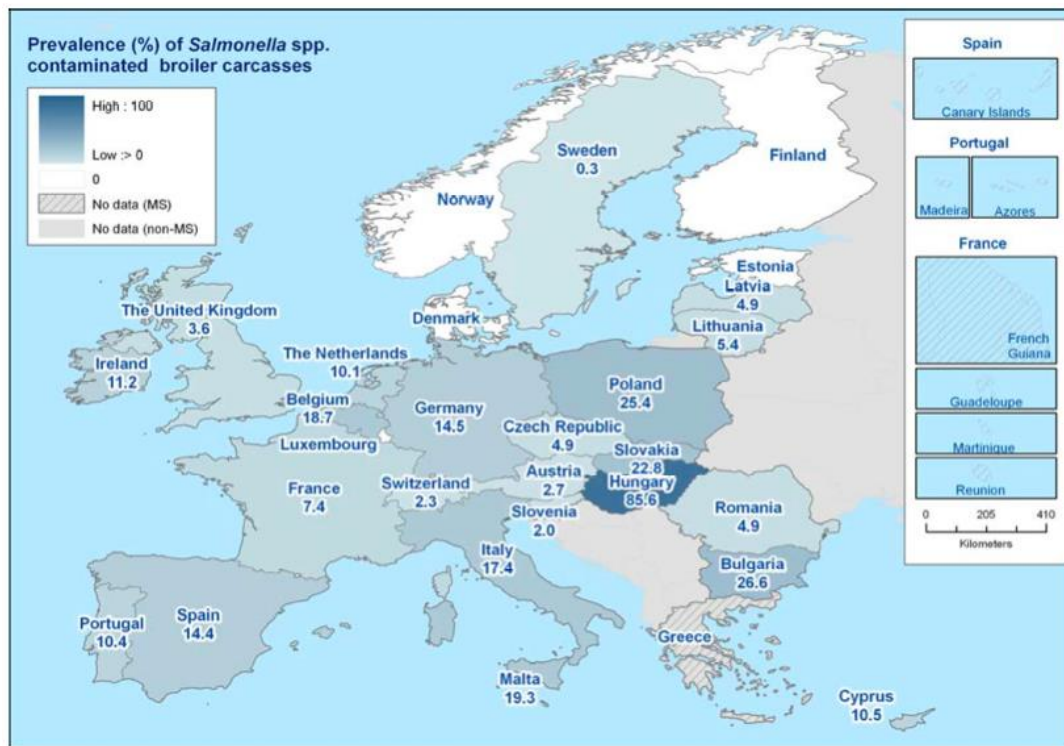 Prevalence (%) of Salmonella spp.
contaminated broiler carcasses
High : 100
Low :> 0
0
No data (MS)
No data (non-MS)
Sweden
0.3
Finland
Norway
Estonia
Latvia
4.9
Lithuania
5.4
Denmark
The United Kingdom
3.6
Ireland
11.2
The Netherlands
10.1
Belgium
18.7
Luxembourg
Germany
14.5
Poland
25.4
Czech Republic
4.9
Slovakia
22.8
Hungary
85.6
Austria
2.7
Switzerland
2.3
Slovenia
2.0
France
7.4
Italy
17.4
Romania
4.9
Bulgaria
26.6
Portugal
10.4
Spain
14.4
Greece
Malta
19.3
Cyprus
10.5
Spain
Canary Islands
Portugal
Madeira
Azores
France
French
Guiana
Guadeloupe
Martinique
Reunion
0 205 410
Kilometers